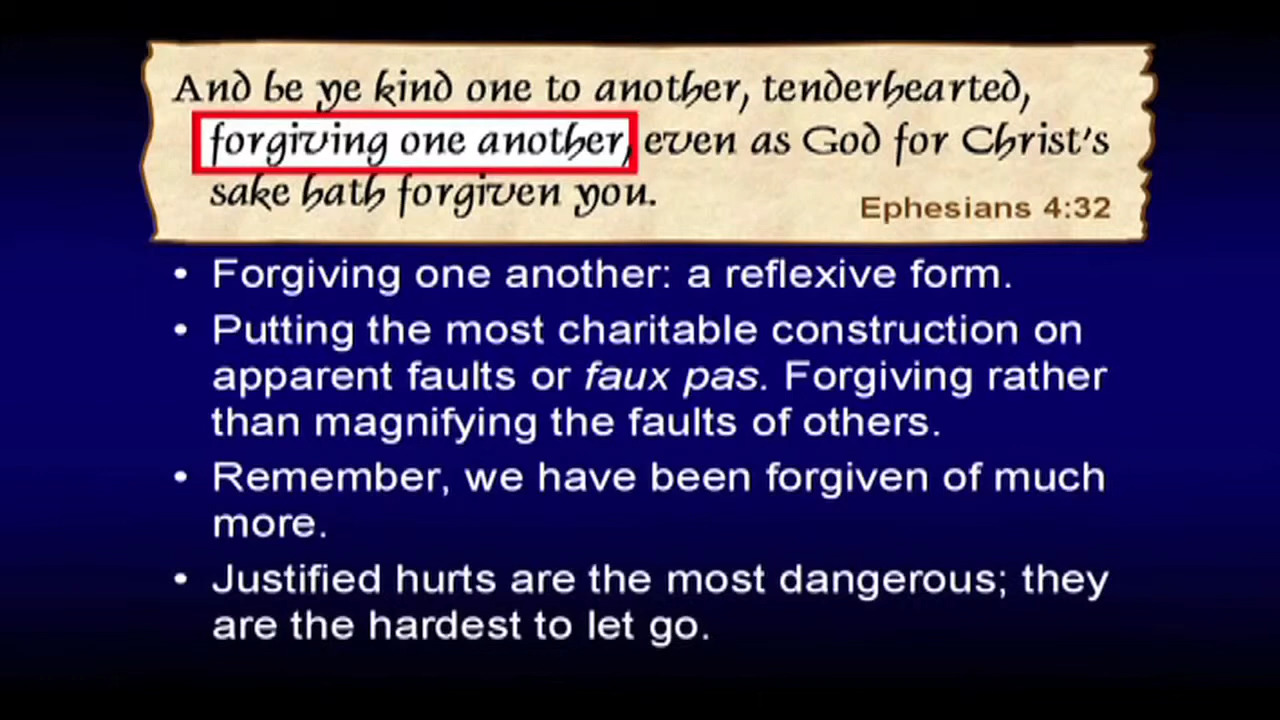 And be ye kind one to another, tenderhearted,
forgiving one another, even as God for Christ's
sake hath forgiven you.
Ephesians 4:32
• Forgiving one another: a reflexive form.
• Putting the most charitable construction on
apparent faults or faux pas. Forgiving rather
than magnifying the faults of others.
• Remember, we have been forgiven of much
more.
• Justified hurts are the most dangerous; they
are the hardest to let go.